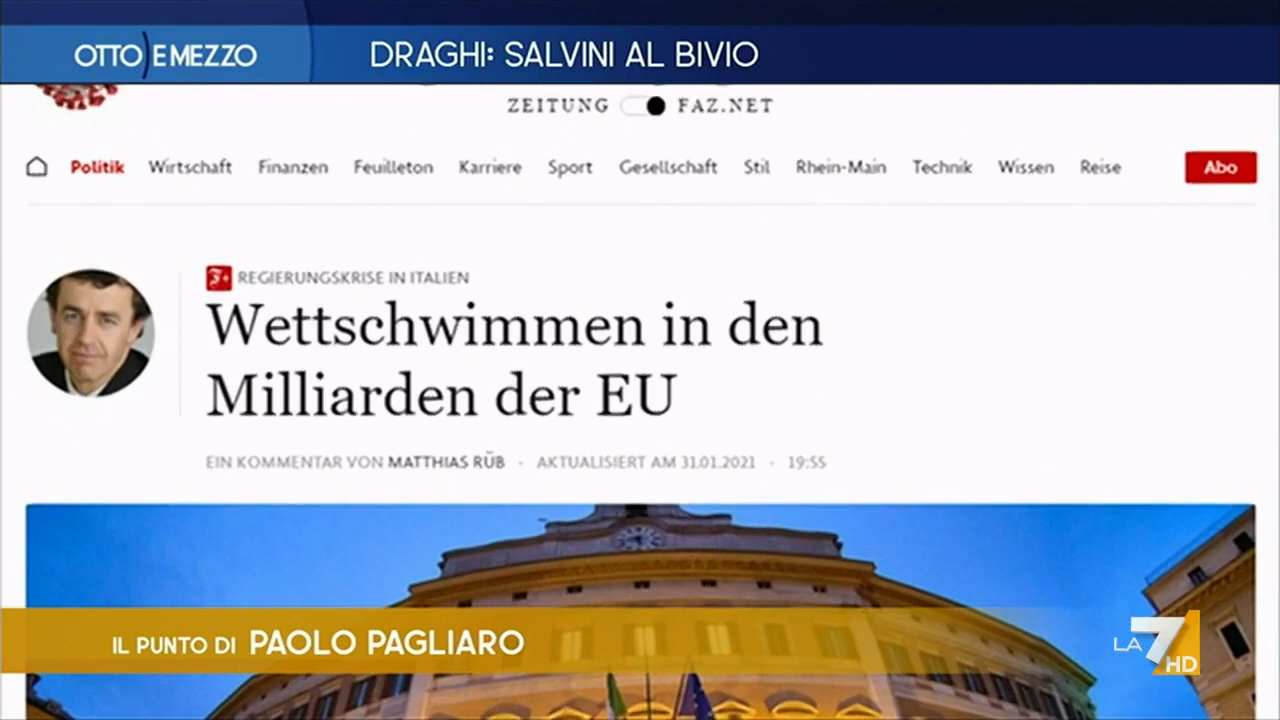 OTTO E MEZZO
DRAGHI: SALVINI AL BIVIO
ZEITUNG FAZ.NET
Politik Wirtschaft Finanzen Feuilleton Karriere Sport Gesellschaft Stil Rhein-Main Technik Wissen Reise Abo
F+ REGIERUNGSKRISE IN ITALIEN
Wettschwimmen in den
Milliarden der EU
EIN KOMMENTAR VON MATTHIAS RÜB - AKTUALISIERT AM 31.01.2021 - 19:55
IL PUNTO DI PAOLO PAGLIARO
LA 7 HD